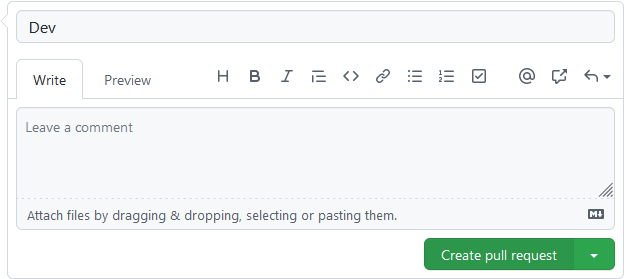 Dev
Write Preview H B I @
Leave a comment
Attach files by dragging & dropping, selecting or pasting them.
Create pull request